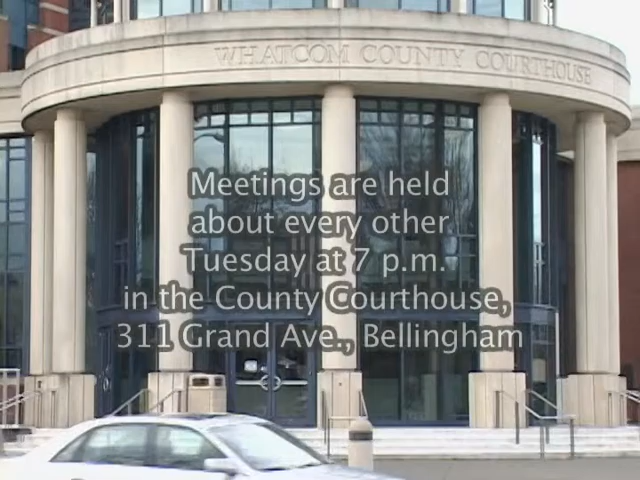 WHATCOM COUNTY COURTHOUSE
Meetings are held
about every other
Tuesday at 7 p.m.
in the County Courthouse,
311 Grand Ave., Bellingham